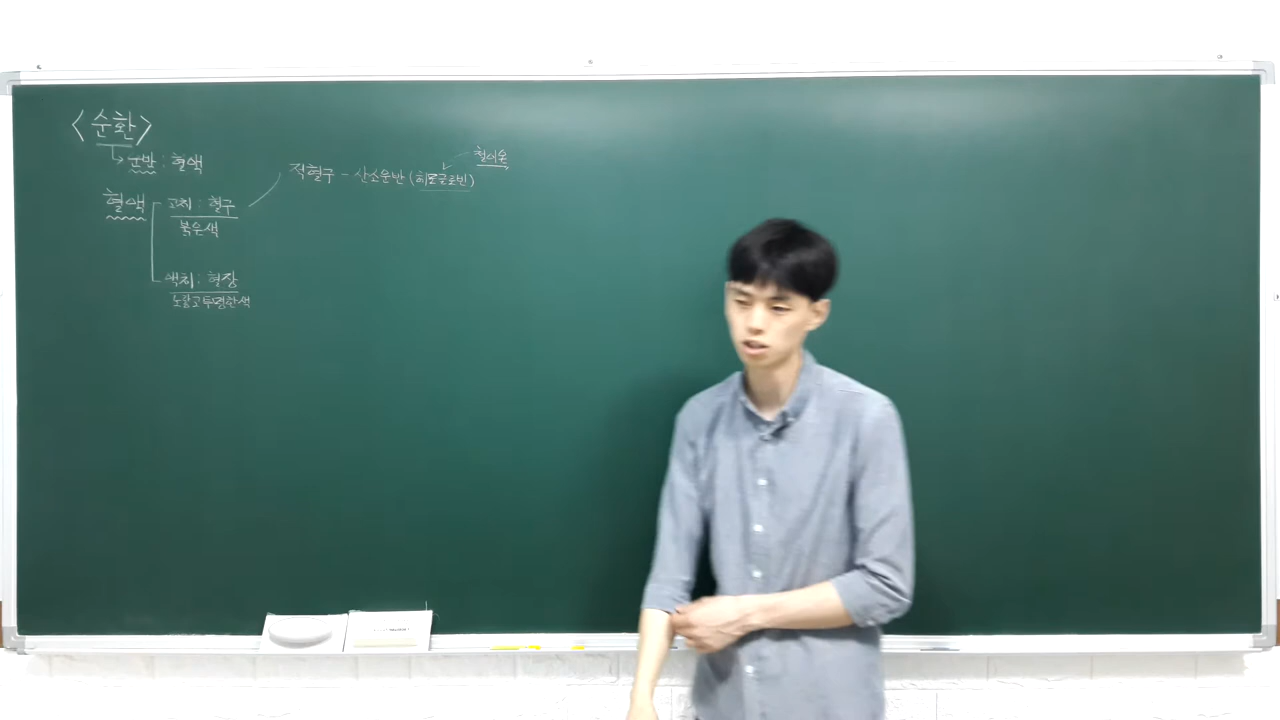 <순환>
↳ 운반 : 혈액
혈액
고체 : 혈구
붉은색
액체 : 혈장
노랗고 투명한 색
적혈구 - 산소운반 (헤모글로빈)
철이온